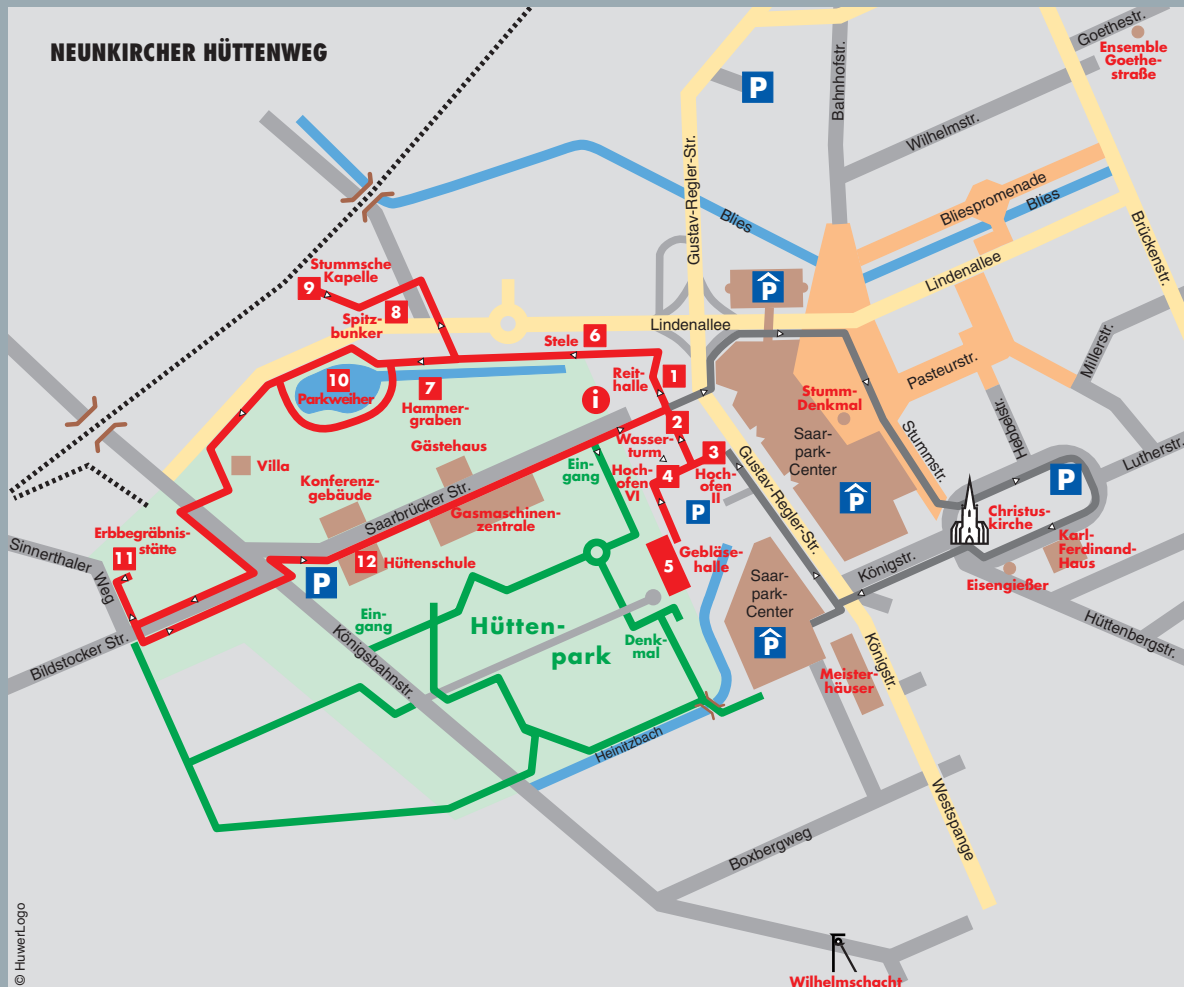 NEUNKIRCHER HÜTTENWEG
P
Bahnhofstr.
Goethestr.
Ensemble
Goethe-
straße
Wilhelmstr.
Gustav-Regler-Str.
Blies
Bliespromenade
Blies
Brückenstr.
Stummsche
Kapelle
9
8
Spitz-
bunker
P
Lindenallee
Lindenallee
Stele
6
Reit-
halle
1
10
Parkweiher
7
Hammer-
graben
i
2
Pasteurstr.
Millerstr.
Stumm-
Denkmal
Hebbelstr.
Saar-
park-
Center
P
Stummstr.
Lutherstr.
P
Christus-
kirche
Karl-
Ferdinand-
Haus
Eisengießer
Königstr.
Hüttenbergstr.
Gästehaus
Wasser-
turm
3
Hoch-
ofen
II
4
Hoch-
ofen
VI
P
Gustav-Regler-Str.
Villa
Konferenz-
gebäude
Saarbrücker Str.
Gasmaschinen-
zentrale
Ein-
gang
Erbbegräbnis-
stätte
11
Sinnerthaler
Weg
12
Hüttenschule
P
Gebläse-
halle
5
Saar-
park-
Center
P
Ein-
gang
Hütten-
park
Denk-
mal
Bildstocker Str.
Königsbahnstr.
Meister-
häuser
Königstr.
Heinitzbach
Westspange
Boxbergweg
Wilhelmschacht
© HuwerLogo